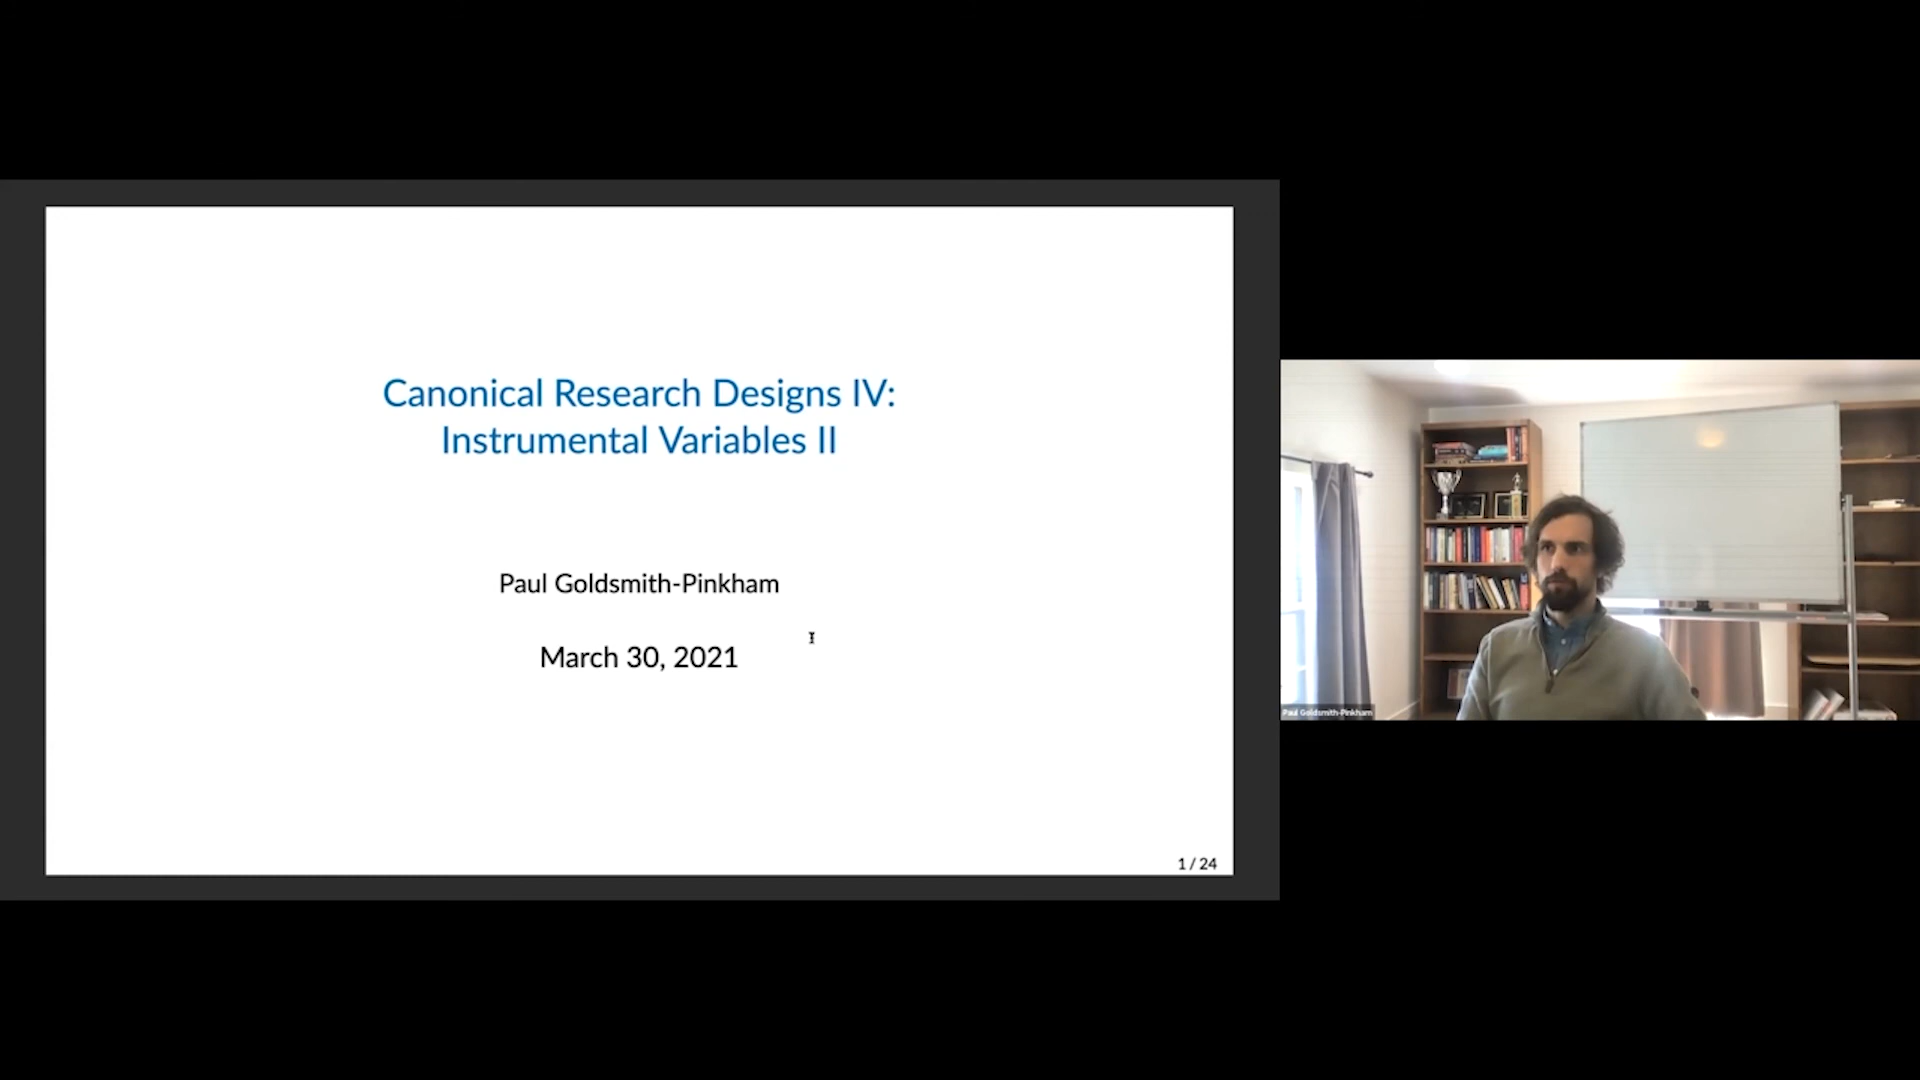 Canonical Research Designs IV:
Instrumental Variables II
Paul Goldsmith-Pinkham
March 30, 2021
1 / 24
Paul Goldsmith-Pinkham